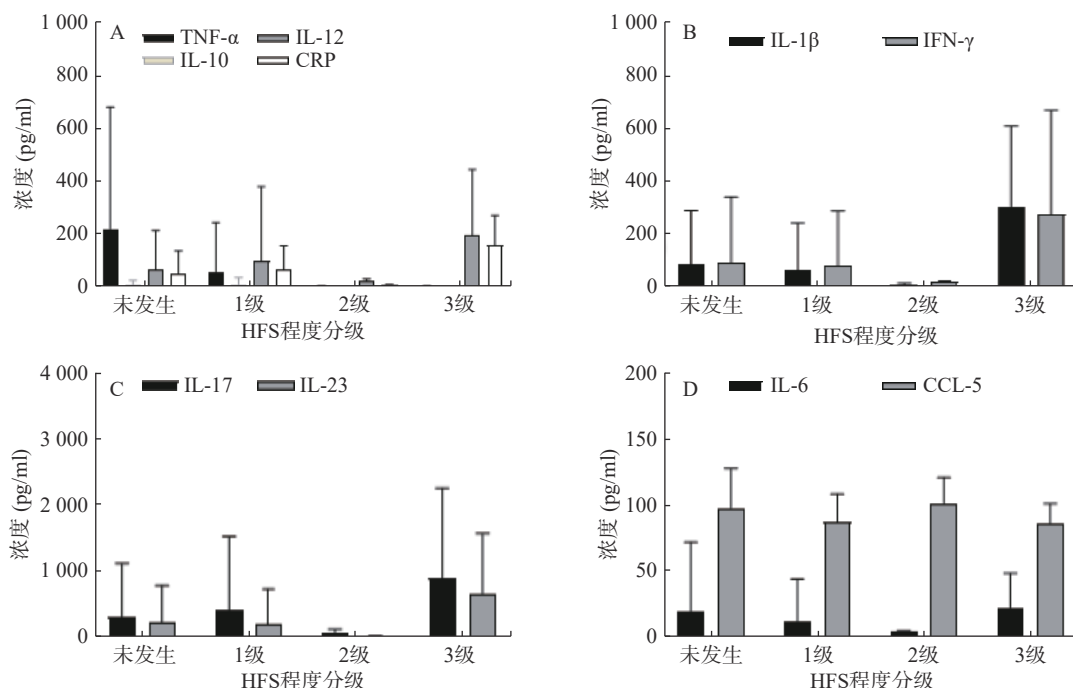 A
TNF-α IL-12
IL-10 CRP
1 000
800
600
400
200
0
浓度 (pg/ml)
未发生 1级 2级 3级
HFS程度分级
B
IL-1β IFN-γ
1 000
800
600
400
200
0
浓度 (pg/ml)
未发生 1级 2级 3级
HFS程度分级
C
IL-17 IL-23
4 000
3 000
2 000
1 000
0
浓度 (pg/ml)
未发生 1级 2级 3级
HFS程度分级
D
IL-6 CCL-5
200
150
100
50
0
浓度 (pg/ml)
未发生 1级 2级 3级
HFS程度分级